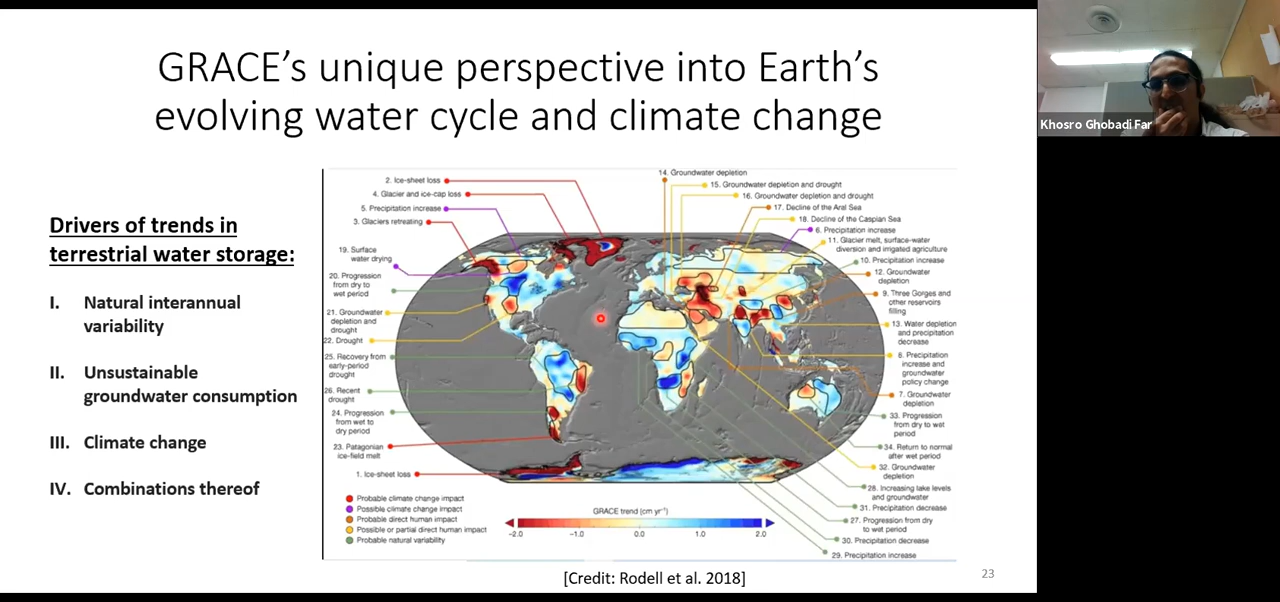 GRACE’s unique perspective into Earth’s
evolving water cycle and climate change
Khosro Ghobadi Far
Drivers of trends in
terrestrial water storage:
I. Natural interannual
variability
II. Unsustainable
groundwater consumption
III. Climate change
IV. Combinations thereof
2. Ice-sheet loss
4. Glacier and ice-cap loss
5. Precipitation increase
3. Glaciers retreating
19. Surface
water drying
20. Progression
from dry to
wet period
21. Groundwater
depletion and
drought
22. Drought
25. Recovery from
early-period
drought
26. Recent
drought
24. Progression
from wet to
dry period
23. Patagonian
ice-field melt
1. Ice-sheet loss
14. Groundwater depletion
15. Groundwater depletion and drought
16. Groundwater depletion and drought
17. Decline of the Aral Sea
18. Decline of the Caspian Sea
6. Precipitation increase
11. Glacier melt, surface-water
diversion and irrigated agriculture
10. Precipitation increase
12. Groundwater
depletion
9. Three Gorges and
other reservoirs
filling
13. Water depletion
and precipitation
decrease
8. Precipitation
increase and
groundwater
policy change
7. Groundwater
depletion
33. Progression
from dry to wet
period
34. Return to normal
after wet period
32. Groundwater
depletion
28. Increasing lake levels
and groundwater
31. Precipitation decrease
27. Progression from dry
to wet period
30. Precipitation decrease
29. Precipitation increase
Probable climate change impact
Possible climate change impact
Probable direct human impact
Possible or partial direct human impact
Probable natural variability
GRACE trend (cm yr⁻¹)
-2.0 -1.0 0.0 1.0 2.0
[Credit: Rodell et al. 2018]
23